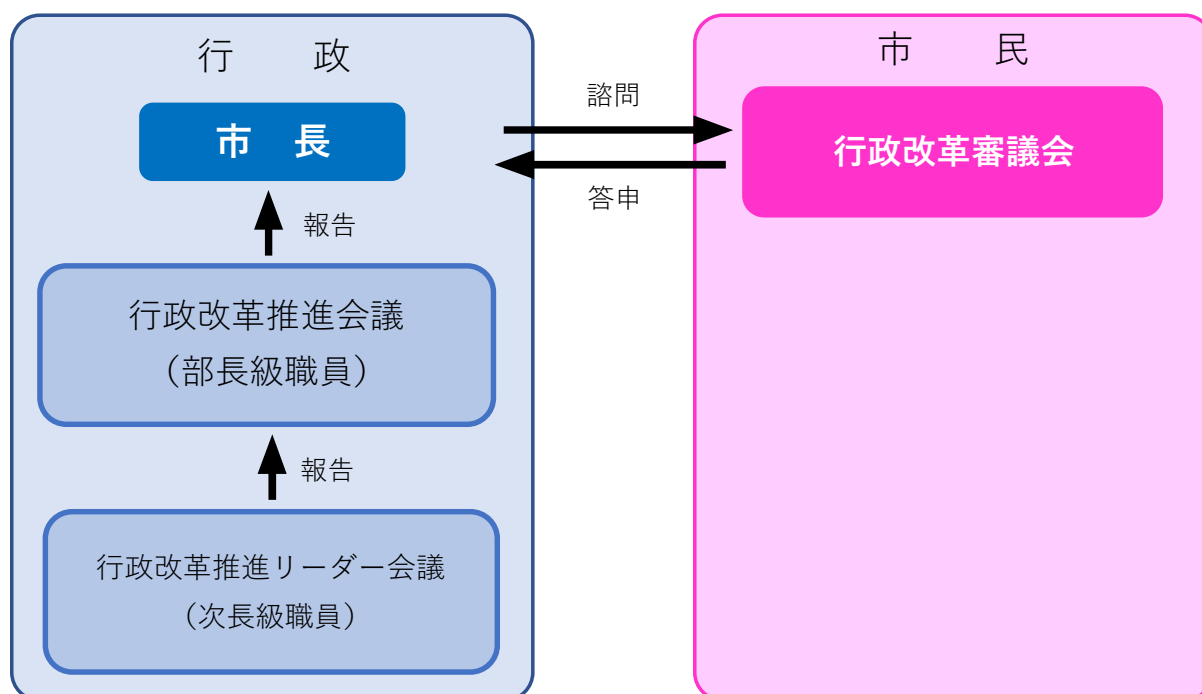 行　政
市　長
報告
行政改革推進会議
（部長級職員）
報告
行政改革推進リーダー会議
（次長級職員）
諮問
答申
市　民
行政改革審議会